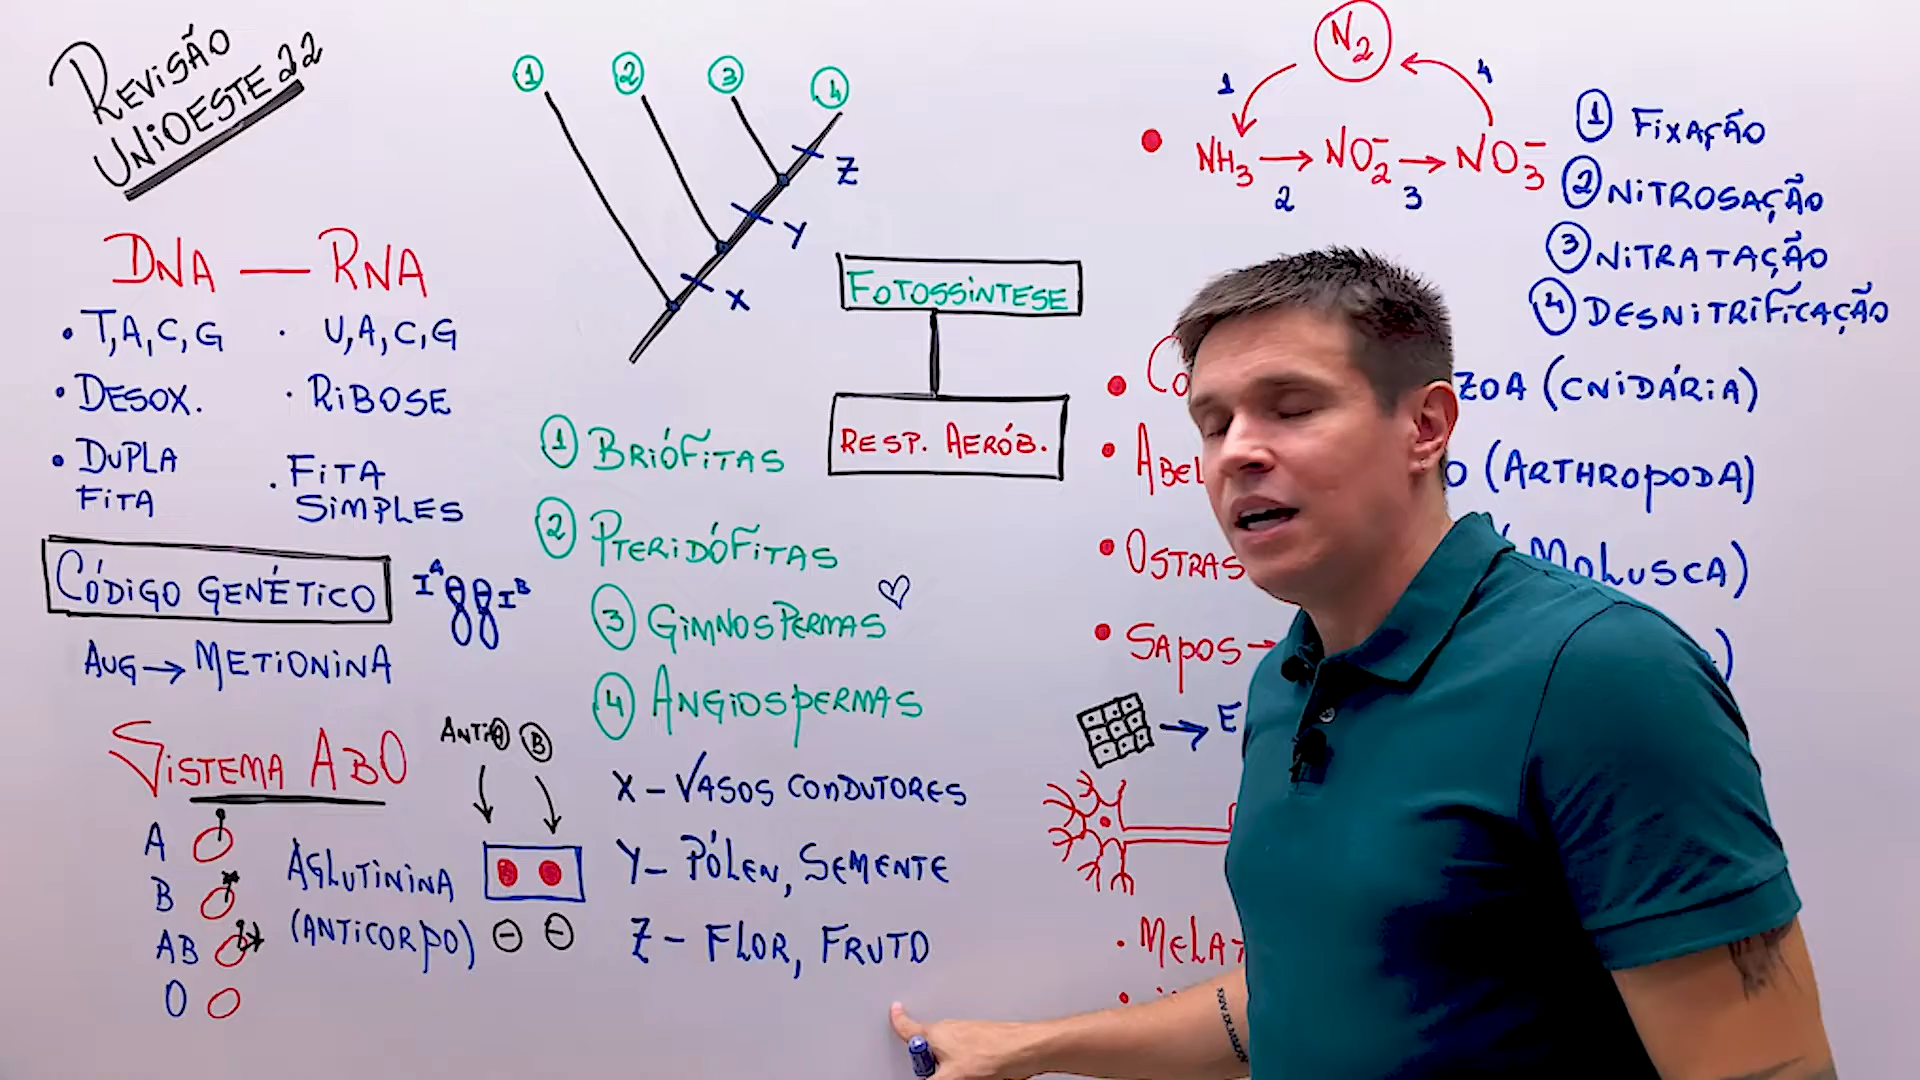 REVISÃO
UNIOESTE 22
DNA — RNA
• T, A, C, G
• U, A, C, G
• DESOX.
• RIBOSE
• DUPLA
FITA
• FITA
SIMPLES
CÓDIGO GENÉTICO
I^A I^B
AUG → METIONINA
SISTEMA ABO
A
B
AB
O
AGLUTININA
(ANTICORPO)
ANTI A B
1 2 3 4
Z
Y
X
FOTOSSÍNTESE
RESP. AERÓB.
1 BRIÓFITAS
2 PTERIDÓFITAS
3 GIMNOSPERMAS
4 ANGIOSPERMAS
X – VASOS CONDUTORES
Y – PÓLEN, SEMENTE
Z – FLOR, FRUTO
N₂
1 4
• NH₃ → NO₂⁻ → NO₃⁻
2 3
1 FIXAÇÃO
2 NITROSAÇÃO
3 NITRATAÇÃO
4 DESNITRIFICAÇÃO
ZOA (CNIDÁRIA)
(ARTHROPODA)
• OSTRAS
(MOLUSCA)
• SAPOS →
→ E